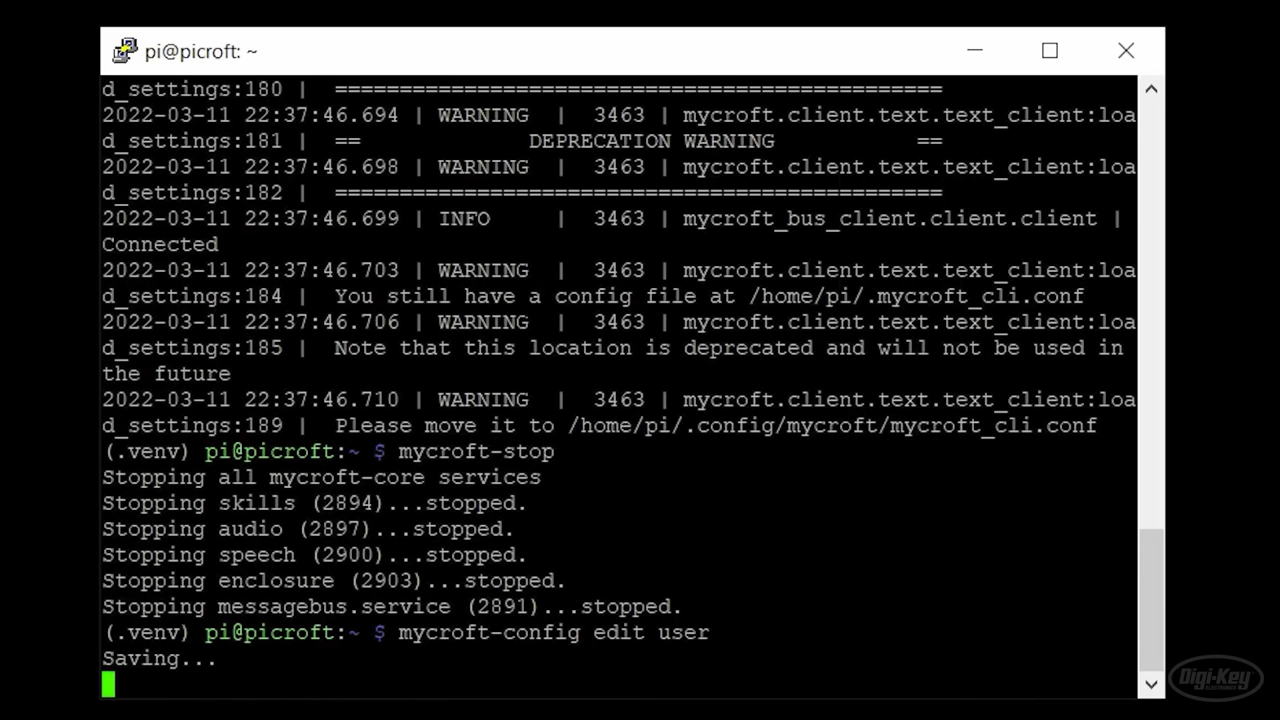 pi@picroft: ~
d_settings:180 |  ===============================================
2022-03-11 22:37:46.694 | WARNING  |  3463 | mycroft.client.text.text_client:loa
d_settings:181 |  ==             DEPRECATION WARNING           ==
2022-03-11 22:37:46.698 | WARNING  |  3463 | mycroft.client.text.text_client:loa
d_settings:182 |  ===============================================
2022-03-11 22:37:46.699 | INFO     |  3463 | mycroft_bus_client.client.client |
Connected
2022-03-11 22:37:46.703 | WARNING  |  3463 | mycroft.client.text.text_client:loa
d_settings:184 |  You still have a config file at /home/pi/.mycroft_cli.conf
2022-03-11 22:37:46.706 | WARNING  |  3463 | mycroft.client.text.text_client:loa
d_settings:185 |  Note that this location is deprecated and will not be used in
the future
2022-03-11 22:37:46.710 | WARNING  |  3463 | mycroft.client.text.text_client:loa
d_settings:189 |  Please move it to /home/pi/.config/mycroft/mycroft_cli.conf
(.venv) pi@picroft:~ $ mycroft-stop
Stopping all mycroft-core services
Stopping skills (2894)...stopped.
Stopping audio (2897)...stopped.
Stopping speech (2900)...stopped.
Stopping enclosure (2903)...stopped.
Stopping messagebus.service (2891)...stopped.
(.venv) pi@picroft:~ $ mycroft-config edit user
Saving...
Digi-Key
ELECTRONICS